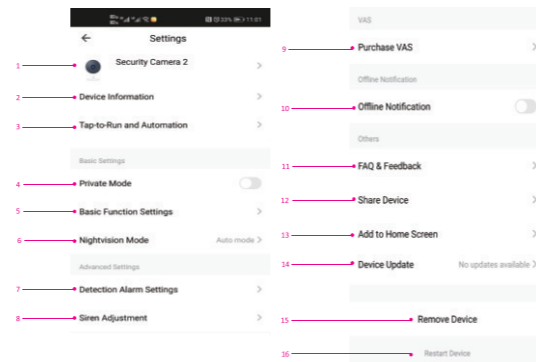 33% 11:01
Settings
1 Security Camera 2
2 Device Information
3 Tap-to-Run and Automation
Basic Settings
4 Private Mode
5 Basic Function Settings
6 Nightvision Mode Auto mode >
Advanced Settings
7 Detection Alarm Settings
8 Siren Adjustment
VAS
9 Purchase VAS
Offline Notification
10 Offline Notification
Others
11 FAQ & Feedback
12 Share Device
13 Add to Home Screen
14 Device Update No updates available >
15 Remove Device
16 Restart Device